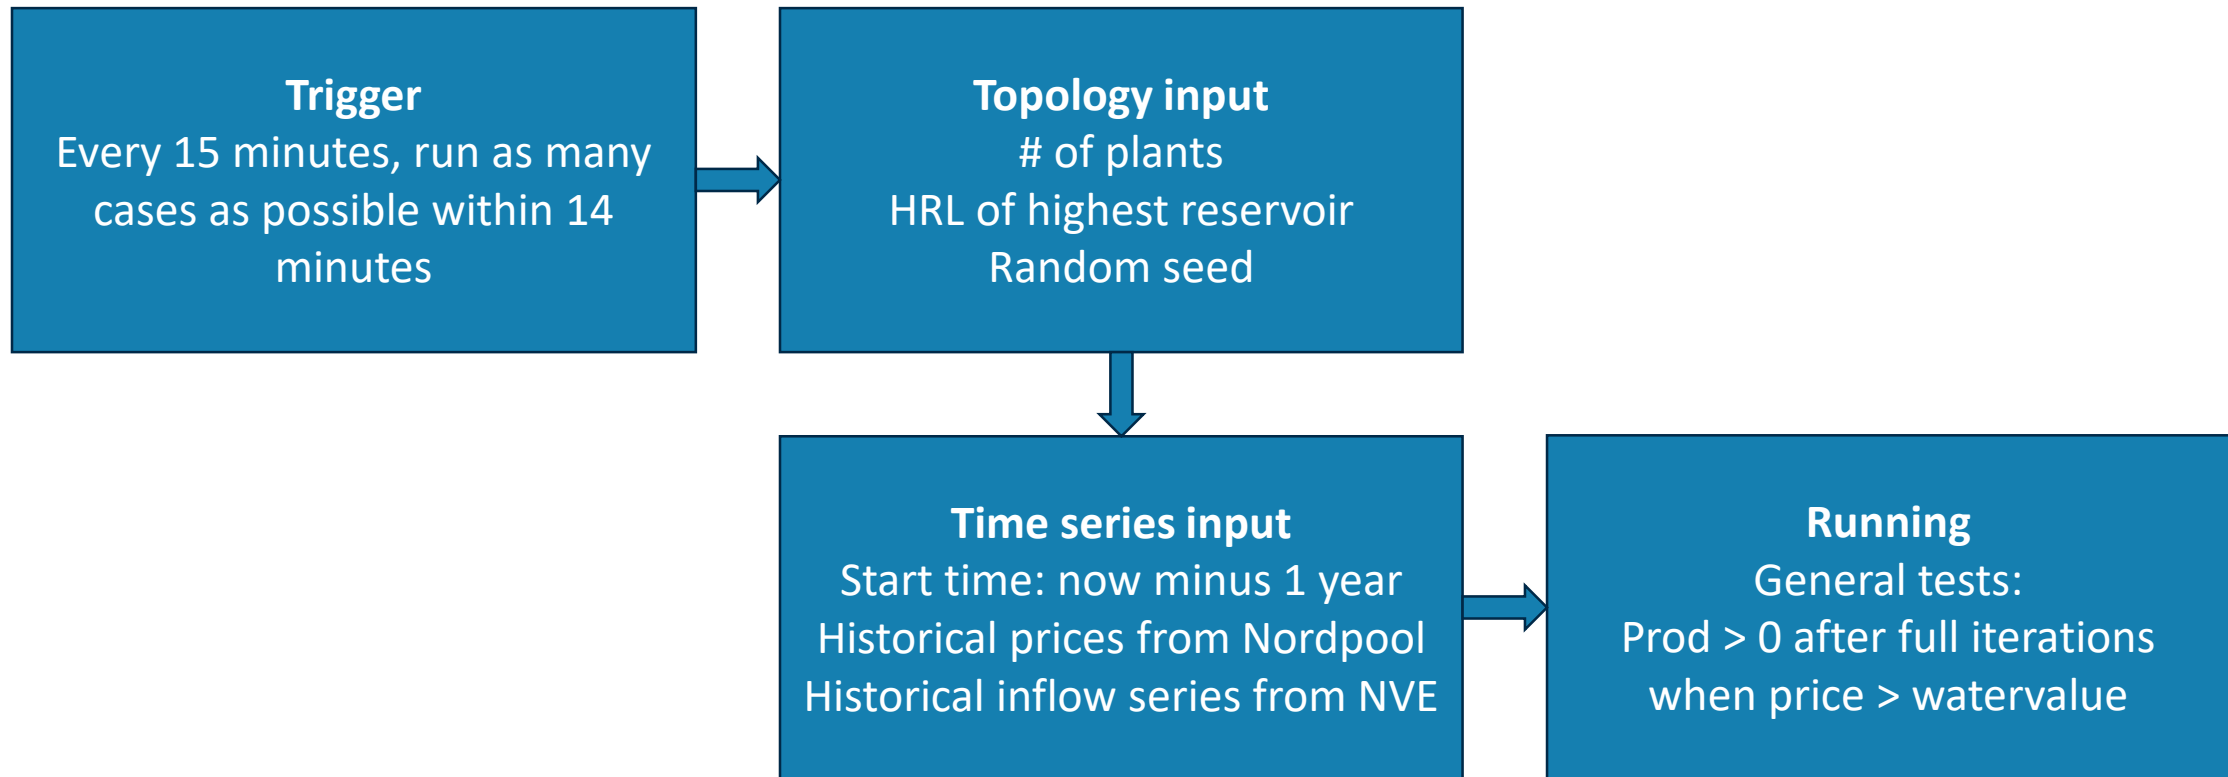 Trigger
Every 15 minutes, run as many
cases as possible within 14
minutes
Topology input
# of plants
HRL of highest reservoir
Random seed
Time series input
Start time: now minus 1 year
Historical prices from Nordpool
Historical inflow series from NVE
Running
General tests:
Prod > 0 after full iterations
when price > watervalue